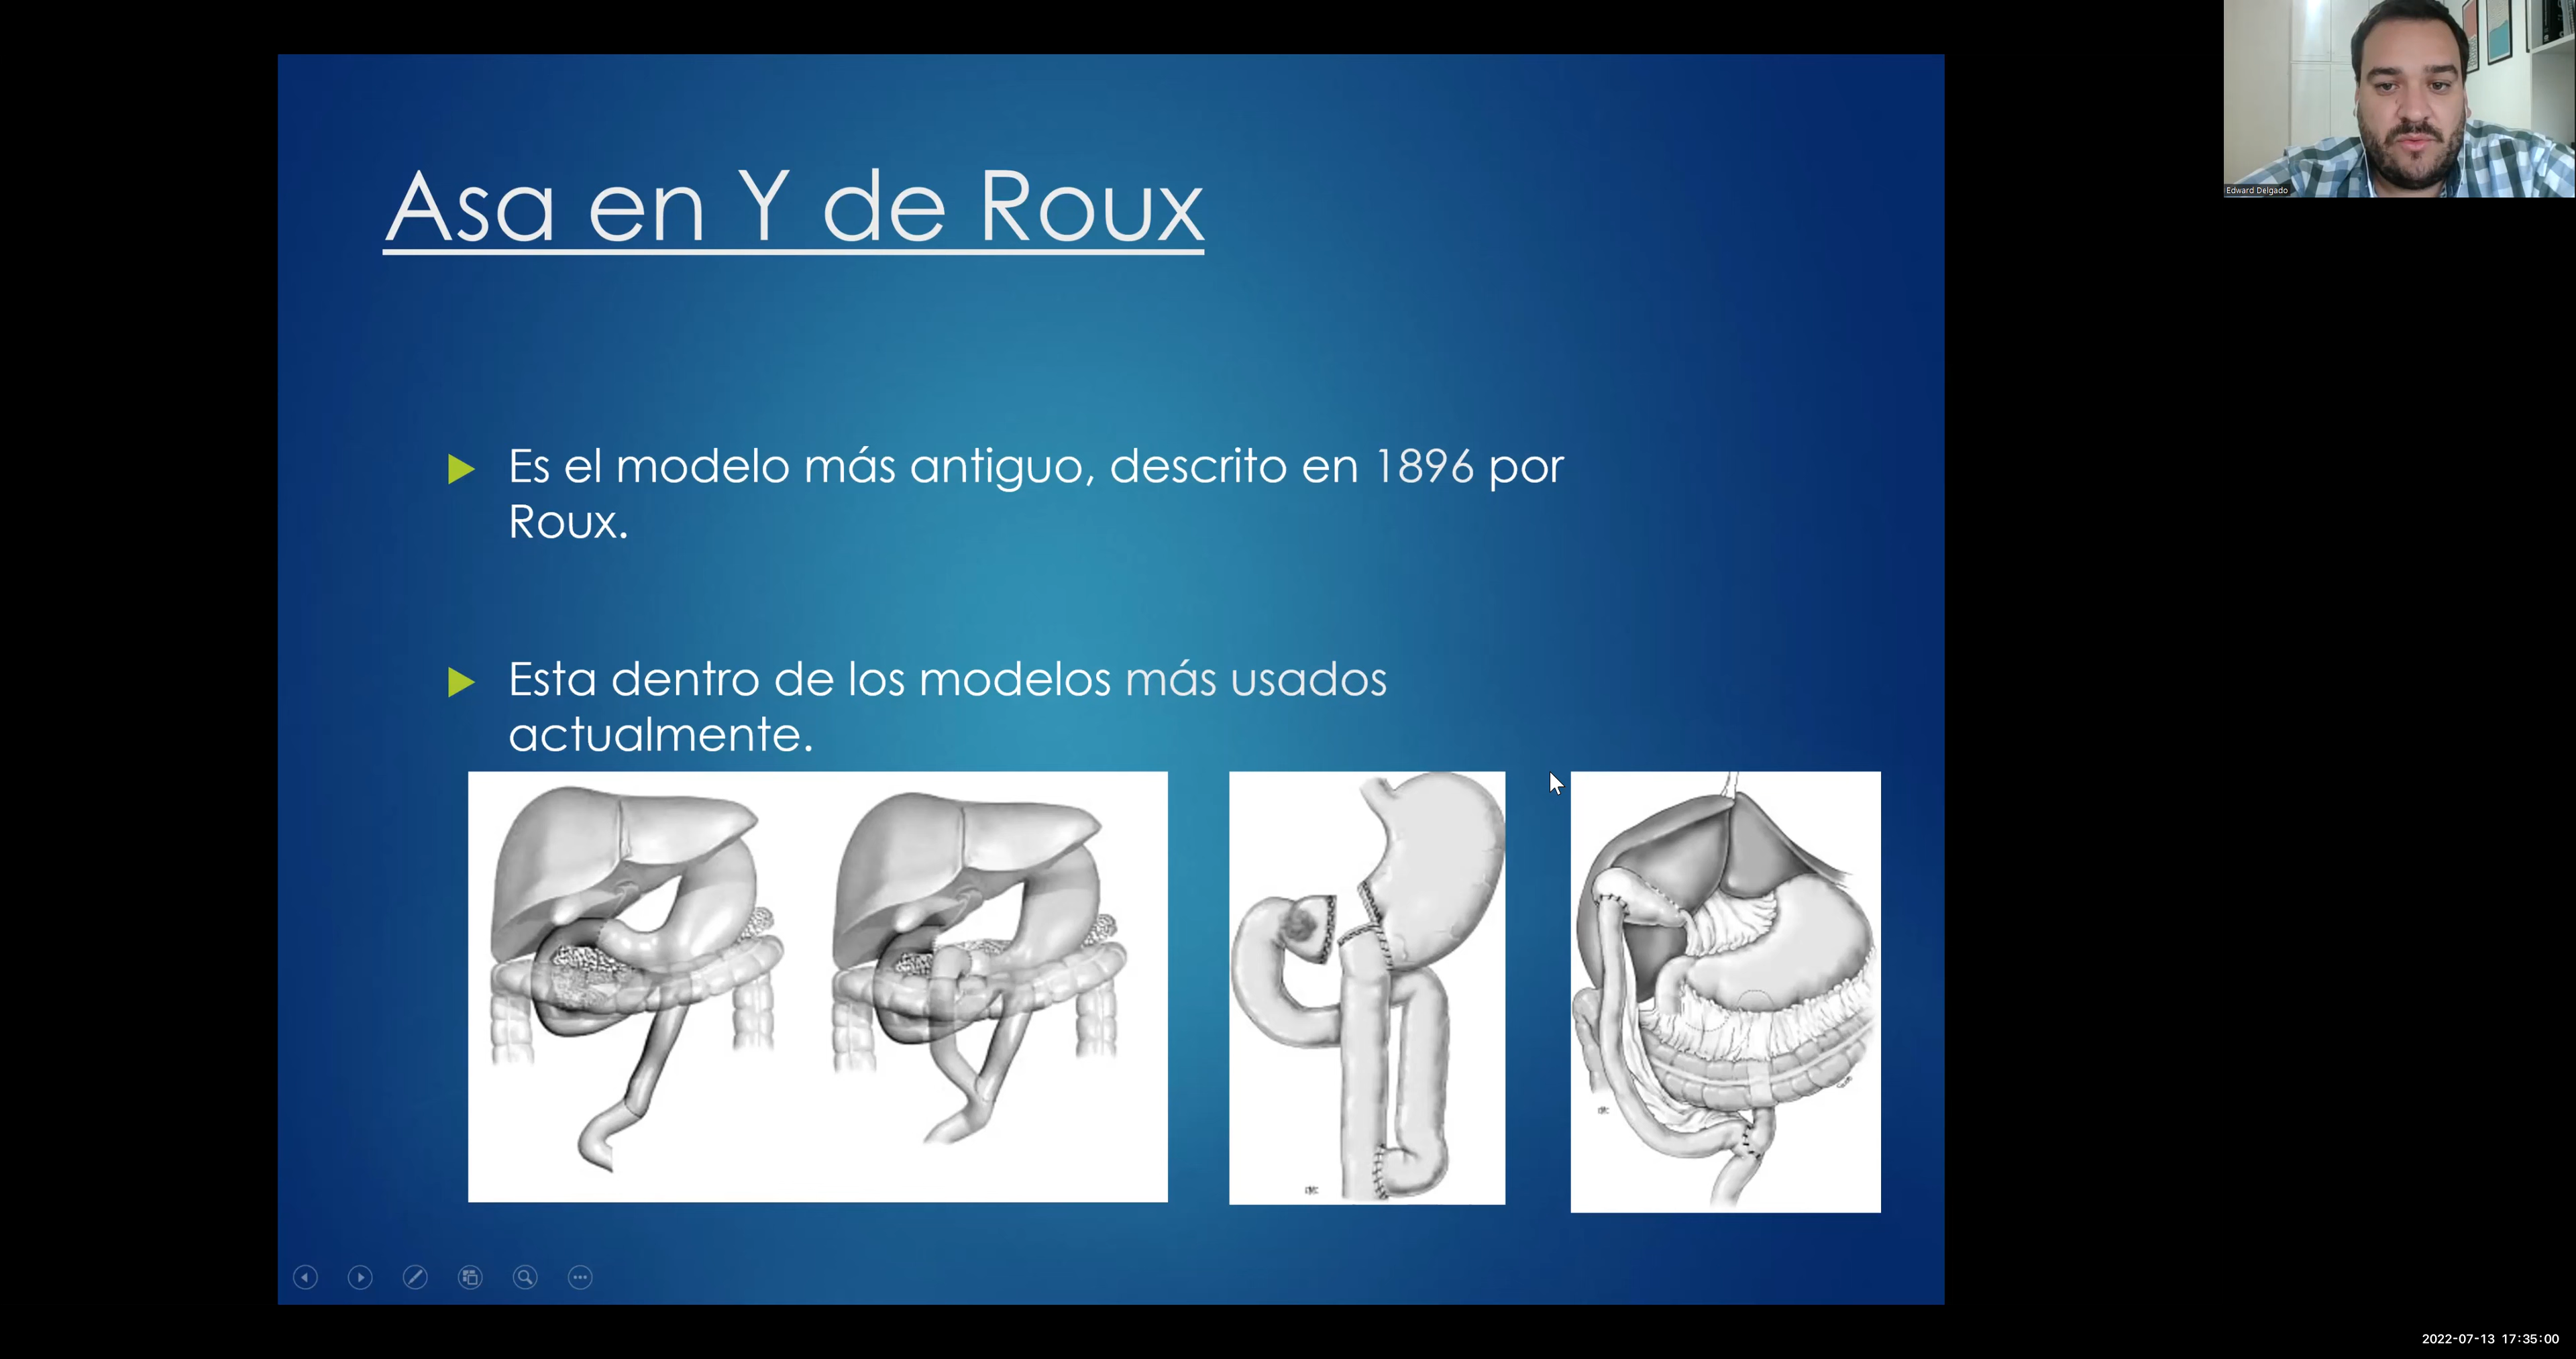 Edward Delgado
Asa en Y de Roux
Es el modelo más antiguo, descrito en 1896 por
Roux.
Esta dentro de los modelos más usados
actualmente.
2022-07-13 17:35:00